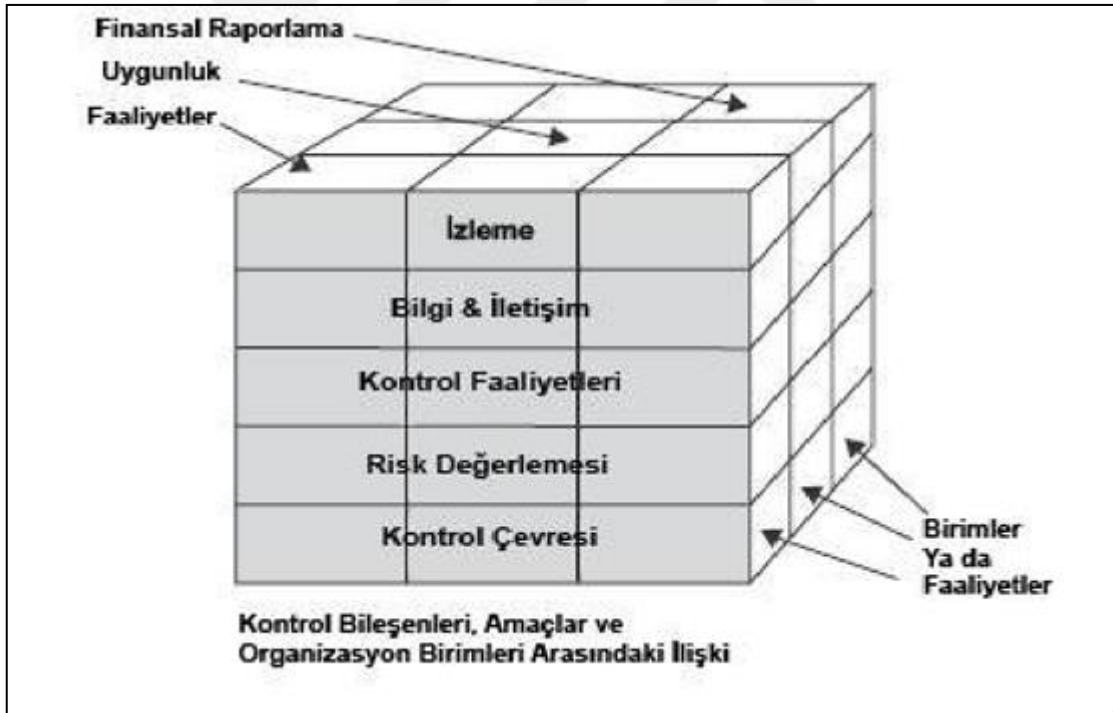 Finansal Raporlama
Uygunluk
Faaliyetler
İzleme
Bilgi & İletişim
Kontrol Faaliyetleri
Risk Değerlemesi
Kontrol Çevresi
Birimler
Ya da
Faaliyetler
Kontrol Bileşenleri, Amaçlar ve
Organizasyon Birimleri Arasındaki İlişki